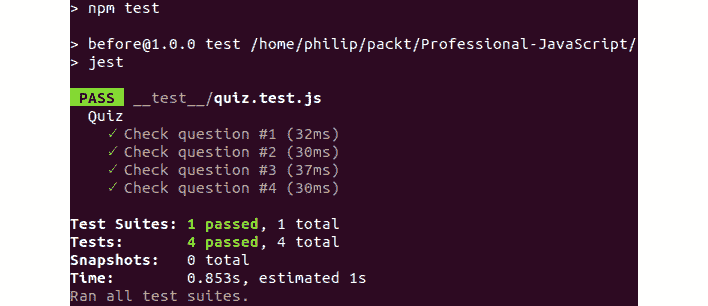 > npm test
> before@1.0.0 test /home/philip/packt/Professional-JavaScript/
> jest
PASS __test__/quiz.test.js
Quiz
✓ Check question #1 (32ms)
✓ Check question #2 (30ms)
✓ Check question #3 (37ms)
✓ Check question #4 (30ms)
Test Suites: 1 passed, 1 total
Tests: 4 passed, 4 total
Snapshots: 0 total
Time: 0.853s, estimated 1s
Ran all test suites.